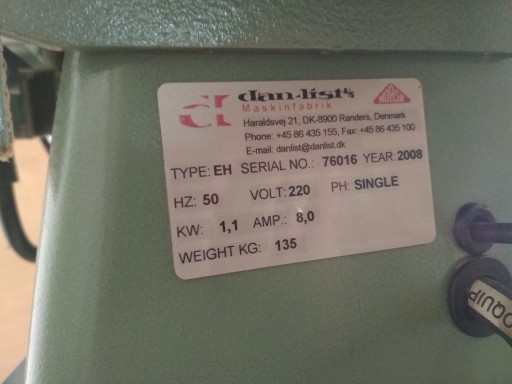 dan-list A/S
Maskinfabrik
Haraldsvej 21, DK-8900 Randers, Denmark
Phone: +45 86 435 155, Fax: +45 86 435 100
E-mail: danlist@danlist.dk
TYPE: EH SERIAL NO.: 76016 YEAR: 2008
HZ: 50 VOLT: 220 PH: SINGLE
KW: 1,1 AMP.: 8,0
WEIGHT KG: 135
OQUIP